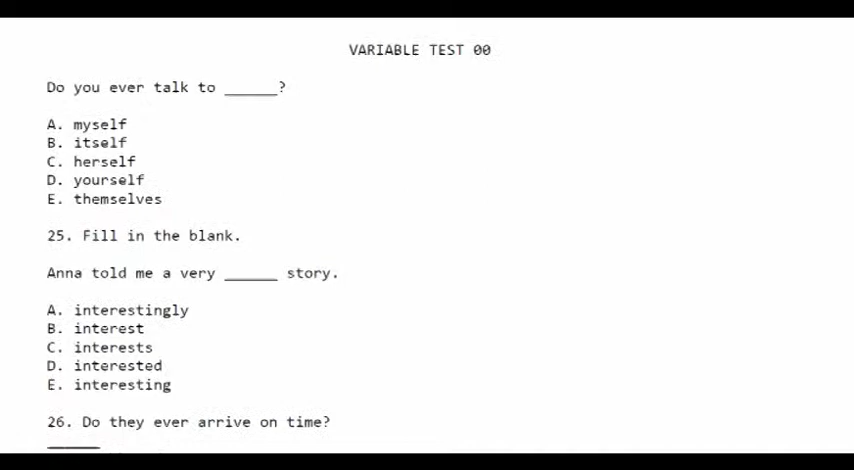 VARIABLE TEST 00
Do you ever talk to ______?
A. myself
B. itself
C. herself
D. yourself
E. themselves
25. Fill in the blank.
Anna told me a very ______ story.
A. interestingly
B. interest
C. interests
D. interested
E. interesting
26. Do they ever arrive on time?
______